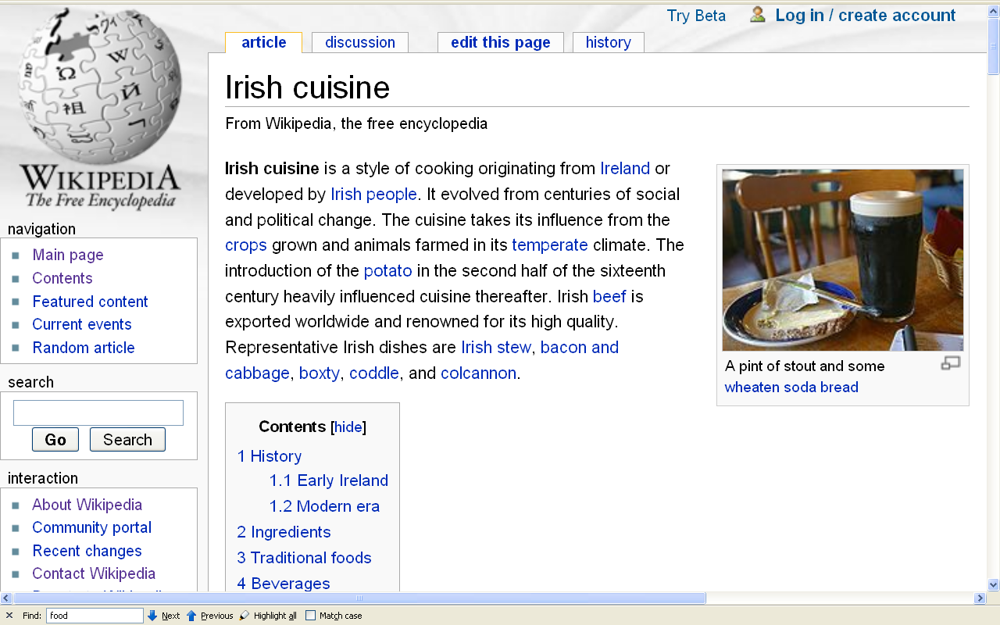 Try Beta Log in / create account
article discussion edit this page history
Irish cuisine
From Wikipedia, the free encyclopedia
Irish cuisine is a style of cooking originating from Ireland or
developed by Irish people. It evolved from centuries of social
and political change. The cuisine takes its influence from the
crops grown and animals farmed in its temperate climate. The
introduction of the potato in the second half of the sixteenth
century heavily influenced cuisine thereafter. Irish beef is
exported worldwide and renowned for its high quality.
Representative Irish dishes are Irish stew, bacon and
cabbage, boxty, coddle, and colcannon.
A pint of stout and some
wheaten soda bread
Contents [hide]
1 History
1.1 Early Ireland
1.2 Modern era
2 Ingredients
3 Traditional foods
4 Beverages
Ω W И 祖
WIKIPEDIA
The Free Encyclopedia
navigation
Main page
Contents
Featured content
Current events
Random article
search
Go Search
interaction
About Wikipedia
Community portal
Recent changes
Contact Wikipedia
Find: food Next Previous Highlight all Match case